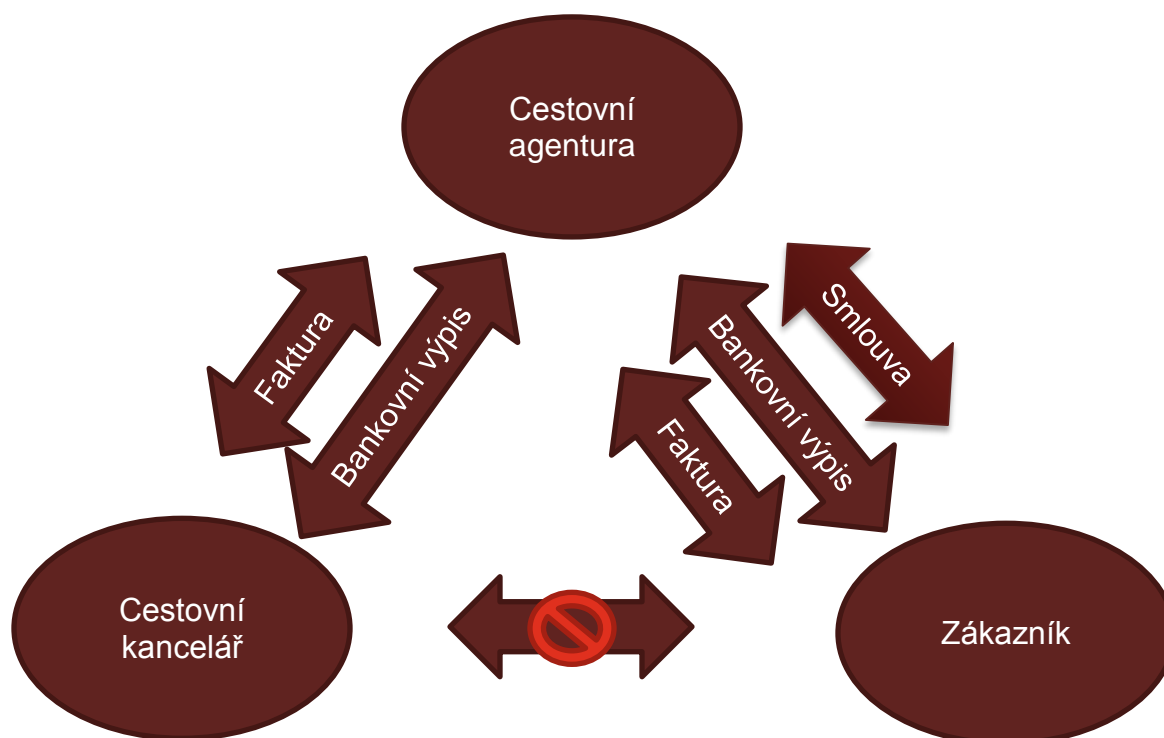 Cestovní
agentura
Faktura
Bankovní výpis
Smlouva
Bankovní výpis
Faktura
Cestovní
kancelář
Zákazník